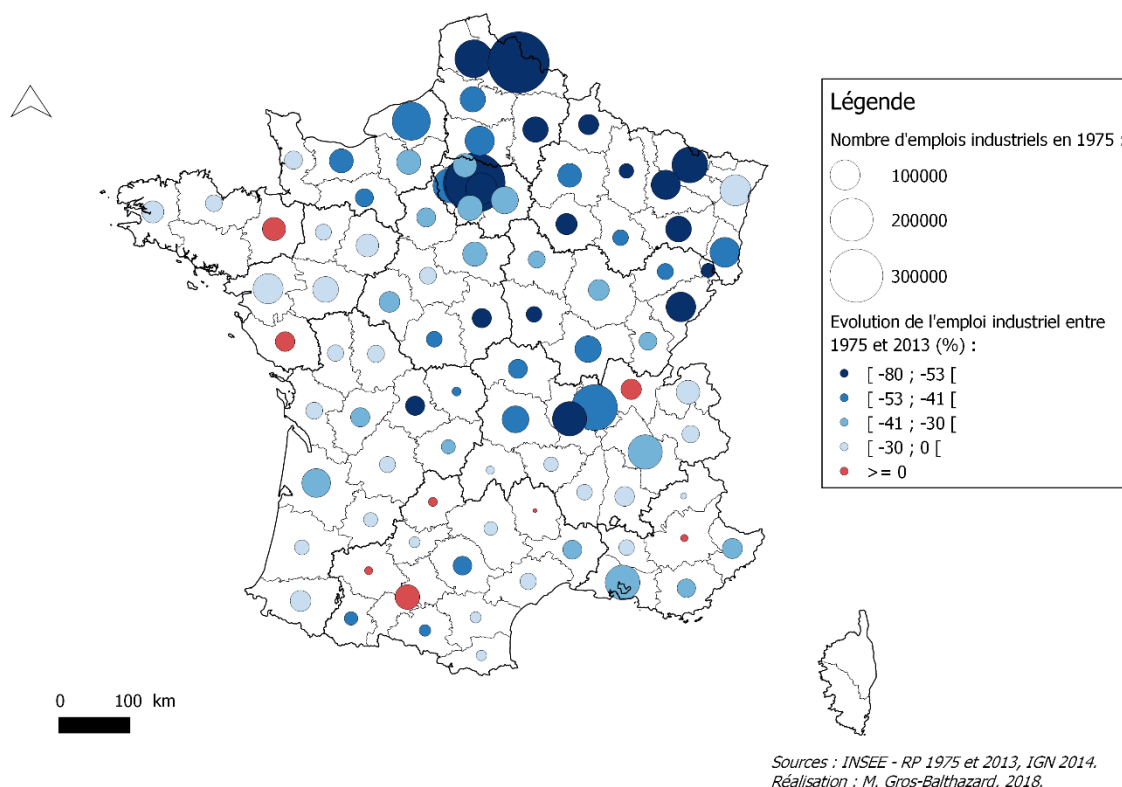 Légende
Nombre d'emplois industriels en 1975 :
100000
200000
300000
Evolution de l'emploi industriel entre
1975 et 2013 (%) :
[ -80 ; -53 [
[ -53 ; -41 [
[ -41 ; -30 [
[ -30 ; 0 [
>= 0
0 100 km
Sources : INSEE - RP 1975 et 2013, IGN 2014.
Réalisation : M. Gros-Balthazard, 2018.